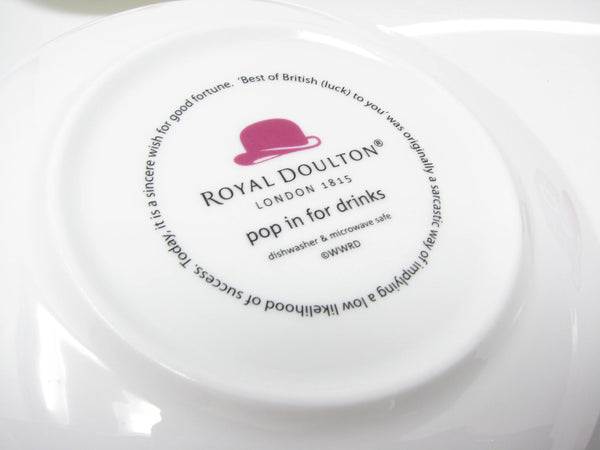 'Best of British (luck) to you' was originally a sarcastic way of implying a low likelihood of success. Today, it is a sincere wish for good fortune.
ROYAL DOULTON®
LONDON 1815
pop in for drinks
dishwasher & microwave safe
©WWRD